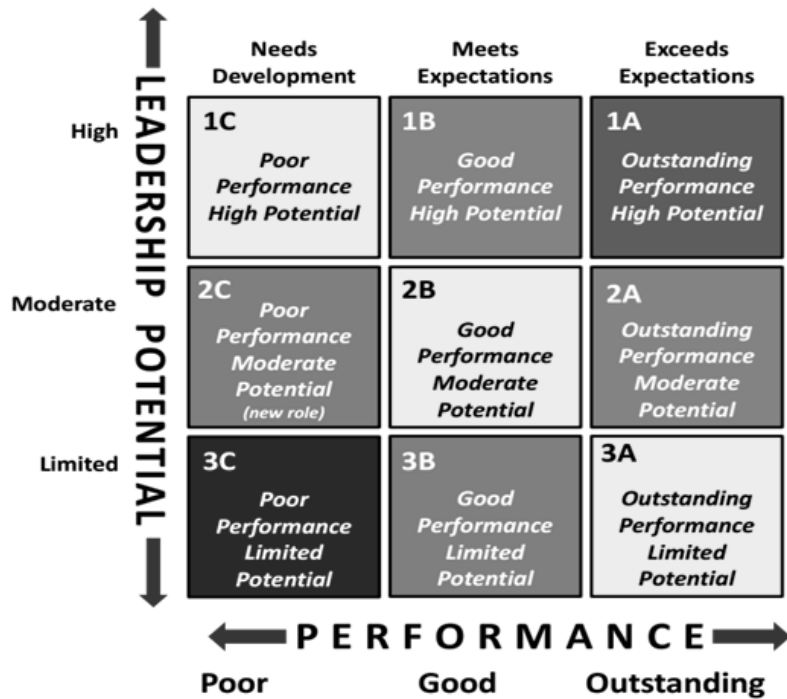 Needs
Development
Meets
Expectations
Exceeds
Expectations
LEADERSHIP POTENTIAL
High
1C
Poor
Performance
High Potential
1B
Good
Performance
High Potential
1A
Outstanding
Performance
High Potential
Moderate
2C
Poor
Performance
Moderate
Potential
(new role)
2B
Good
Performance
Moderate
Potential
2A
Outstanding
Performance
Moderate
Potential
Limited
3C
Poor
Performance
Limited
Potential
3B
Good
Performance
Limited
Potential
3A
Outstanding
Performance
Limited
Potential
PERFORMANCE
Poor
Good
Outstanding